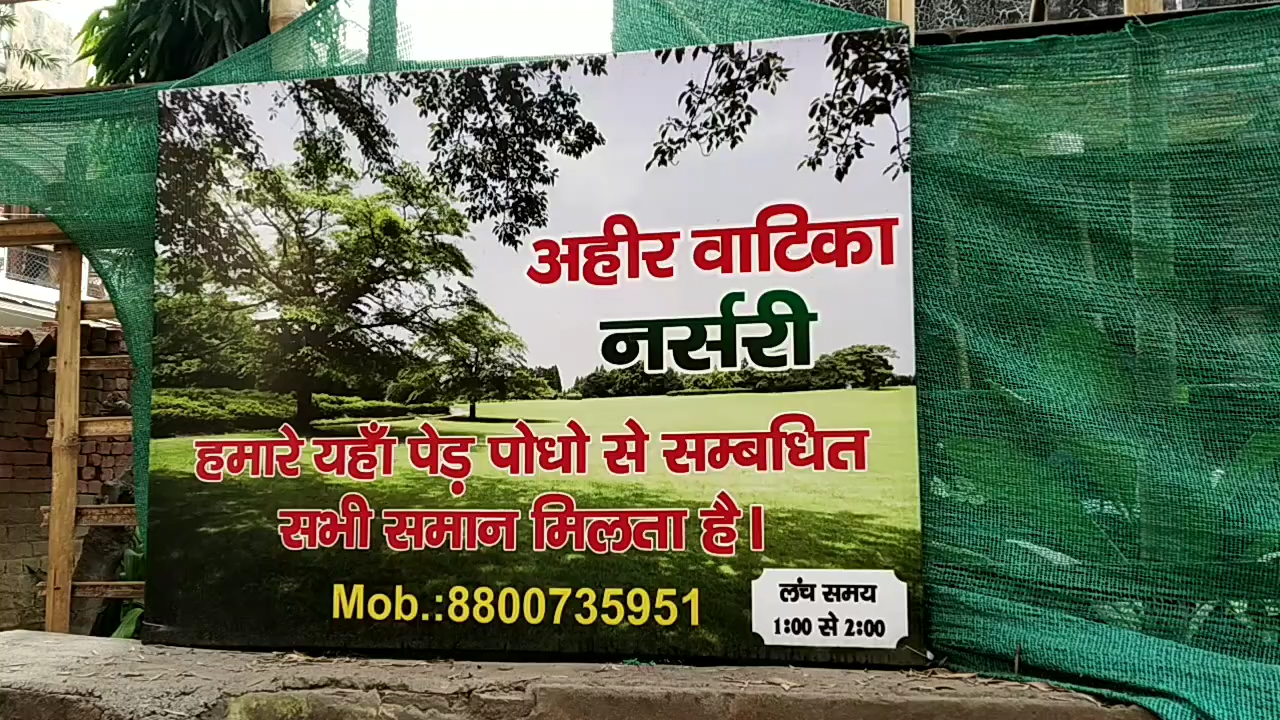 अहीर वाटिका
नर्सरी
हमारे यहाँ पेड़ पोधो से सम्बधित
सभी समान मिलता है।
Mob.:8800735951
लंच समय
1:00 से 2:00